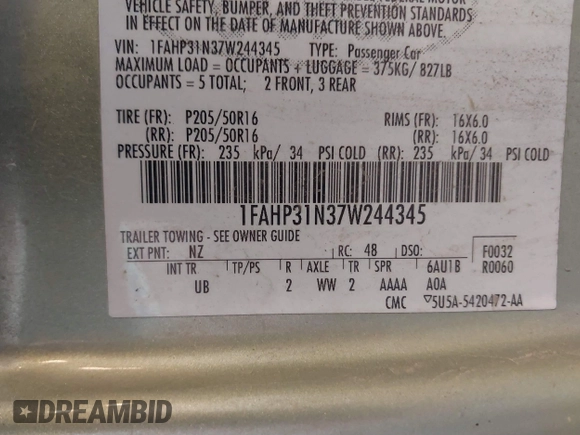 VEHICLE SAFETY, BUMPER, AND THEFT PREVENTION STANDARDS
IN EFFECT ON THE DATE OF MANUFACTURE SHOWN ABOVE.
VIN: 1FAHP31N37W244345 TYPE: Passenger Car
MAXIMUM LOAD = OCCUPANTS + LUGGAGE = 375KG/ 827LB
OCCUPANTS = 5 TOTAL; 2 FRONT, 3 REAR
TIRE (FR): P205/50R16 RIMS (FR): 16X6.0
(RR): P205/50R16 (RR): 16X6.0
PRESSURE (FR): 235 kPa/ 34 PSI COLD (RR): 235 kPa/ 34 PSI COLD
1FAHP31N37W244345
TRAILER TOWING - SEE OWNER GUIDE
EXT PNT: NZ RC: 48 DSO: F0032
INT TR TP/PS R AXLE TR SPR 6AU1B R0060
UB 2 WW 2 AAAA A0A
CMC ▽5U5A-5420472-AA
DREAMBID